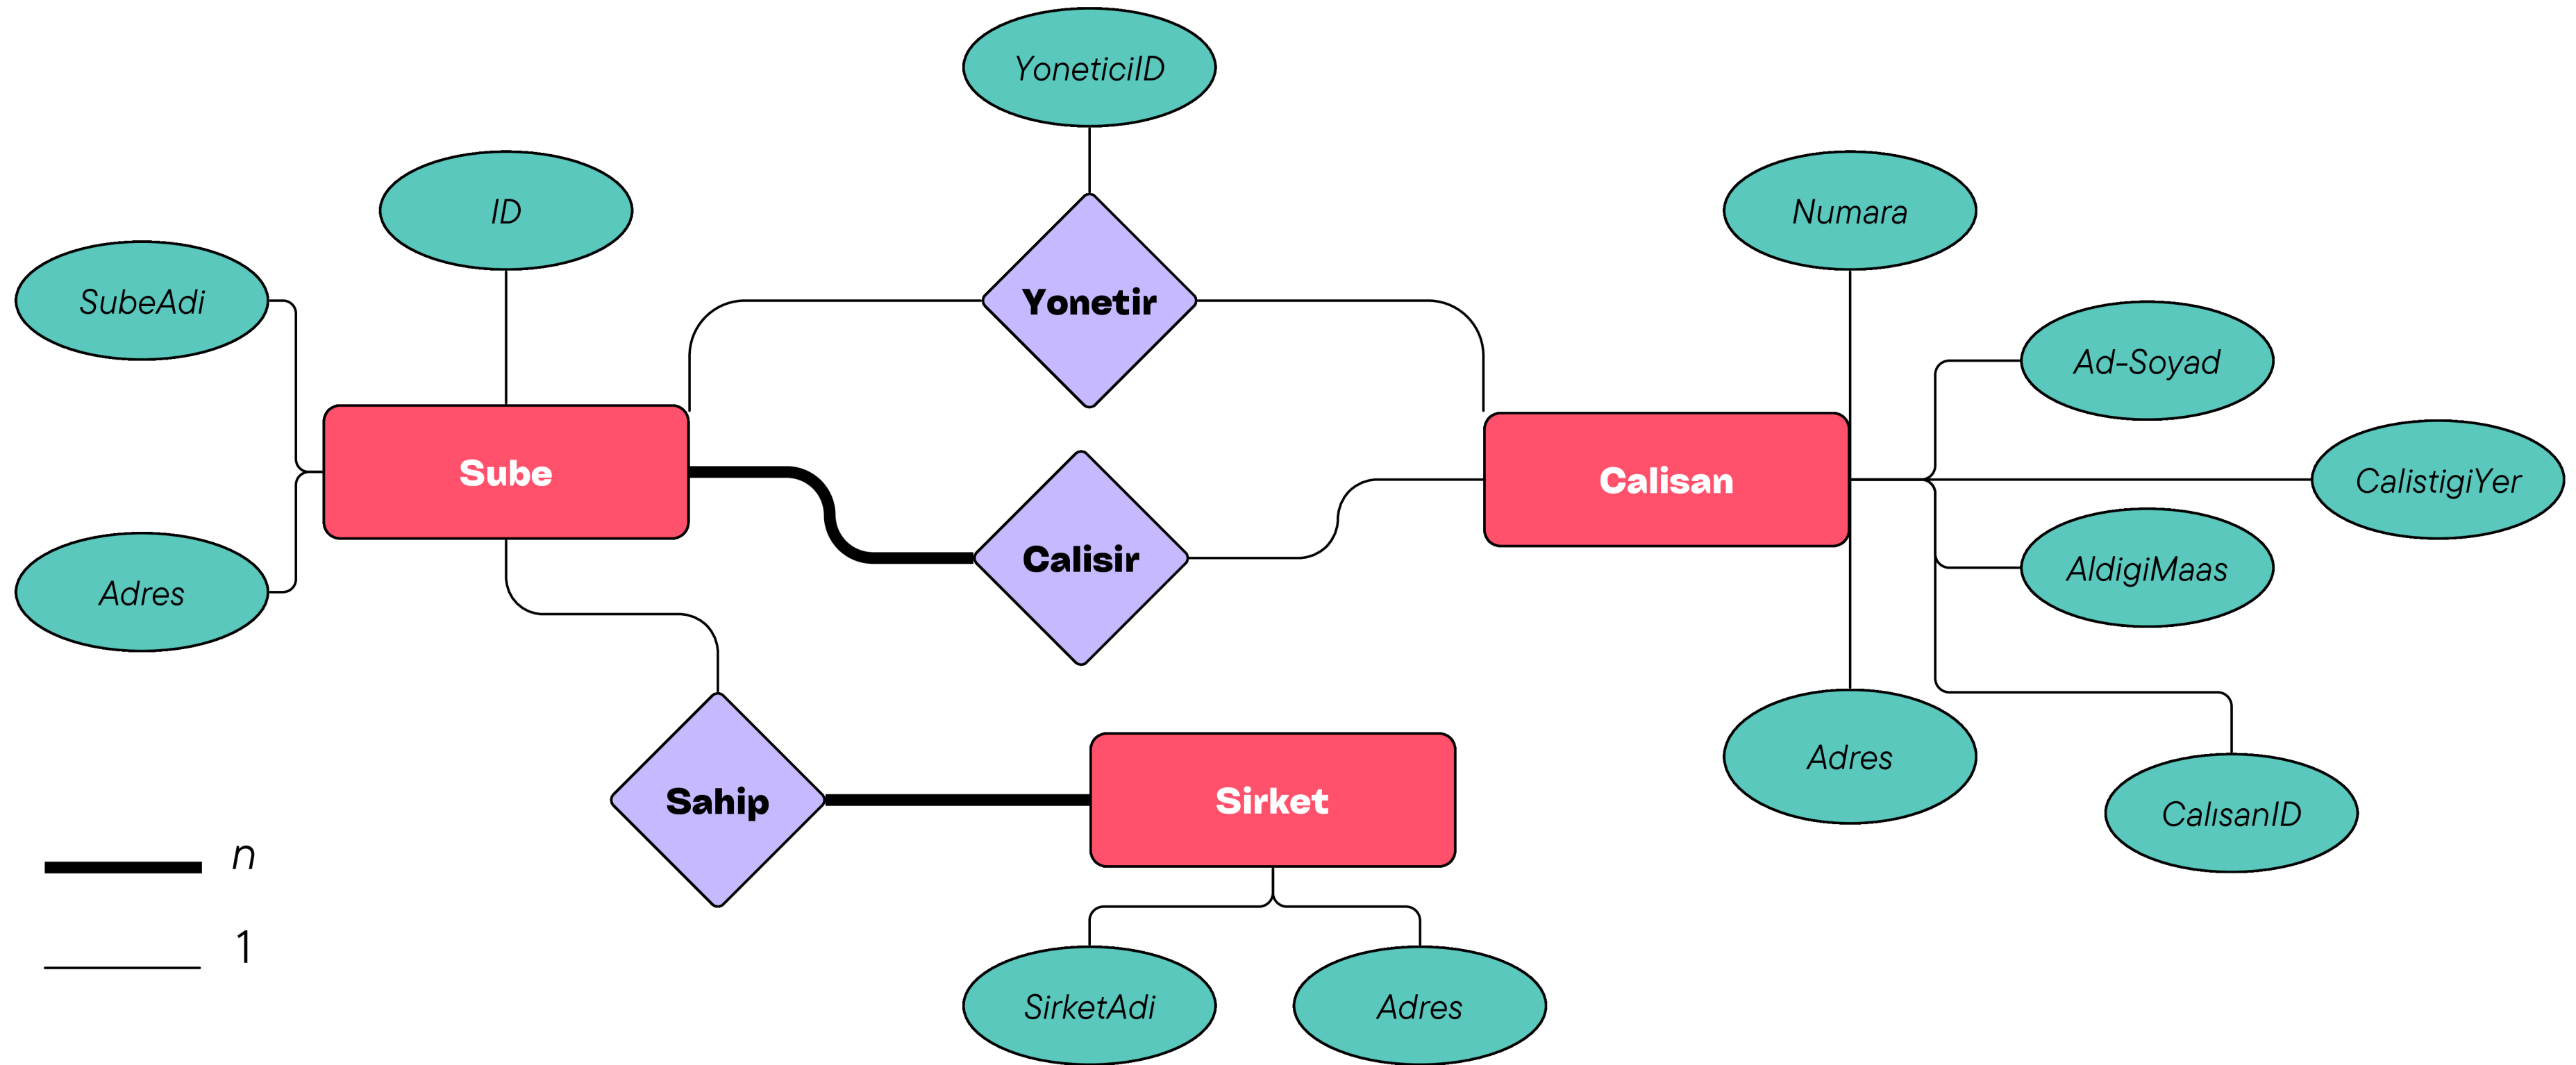 YoneticiID
ID
Numara
SubeAdi
Yonetir
Ad-Soyad
Sube
Calisan
CalistigiYer
Calisir
AldigiMaas
Adres
Adres
Sahip
Sirket
CalısanID
n
1
SirketAdi
Adres